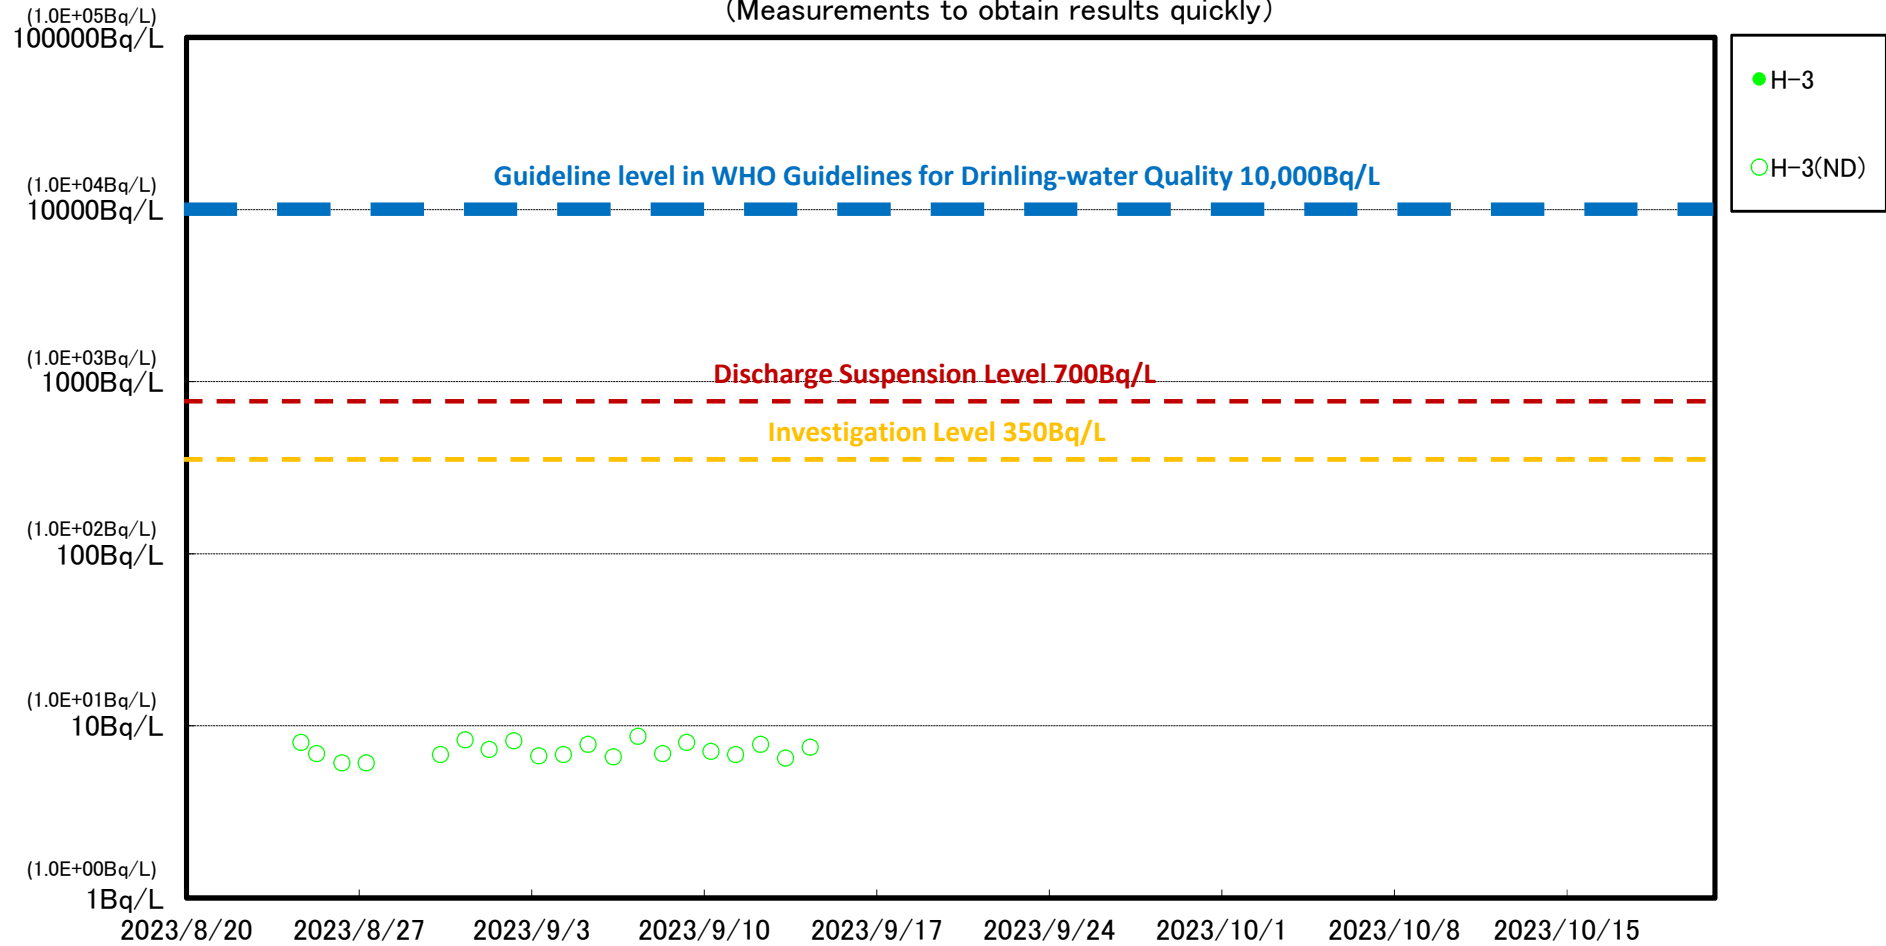 (Measurements to obtain results quickly)
(1.0E+05Bq/L)
100000Bq/L
H-3
H-3(ND)
Guideline level in WHO Guidelines for Drinling-water Quality 10,000Bq/L
(1.0E+04Bq/L)
10000Bq/L
(1.0E+03Bq/L)
1000Bq/L
Discharge Suspension Level 700Bq/L
Investigation Level 350Bq/L
(1.0E+02Bq/L)
100Bq/L
(1.0E+01Bq/L)
10Bq/L
(1.0E+00Bq/L)
1Bq/L
2023/8/20 2023/8/27 2023/9/3 2023/9/10 2023/9/17 2023/9/24 2023/10/1 2023/10/8 2023/10/15